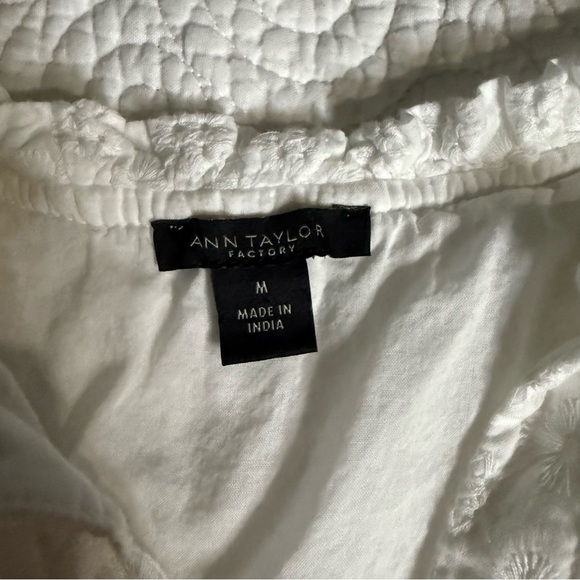 ANN TAYLOR
FACTORY
M
MADE IN
INDIA